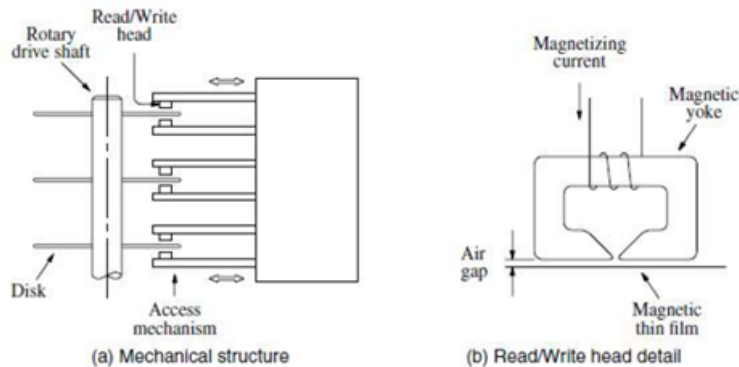 Read/Write
head
Rotary
drive shaft
Disk
Access
mechanism
(a) Mechanical structure
Magnetizing
current
Magnetic
yoke
Air
gap
Magnetic
thin film
(b) Read/Write head detail